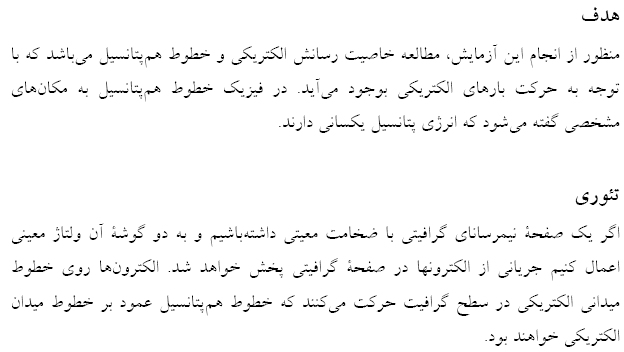 هدف
منظور از انجام این آزمایش، مطالعه خاصیت رسانش الکتریکی و خطوط هم‌پتانسیل می‌باشد که با
توجه به حرکت بارهای الکتریکی بوجود می‌آید. در فیزیک خطوط هم‌پتانسیل به مکان‌های
مشخصی گفته می‌شود که انرژی پتانسیل یکسانی دارند.
تئوری
اگر یک صفحهٔ نیمرسانای گرافیتی با ضخامت معیتی داشته‌باشیم و به دو گوشهٔ آن ولتاژ معینی
اعمال کنیم جریانی از الکترونها در صفحهٔ گرافیتی پخش خواهد شد. الکترون‌ها روی خطوط
میدانی الکتریکی در سطح گرافیت حرکت می‌کنند که خطوط هم‌پتانسیل عمود بر خطوط میدان
الکتریکی خواهند بود.